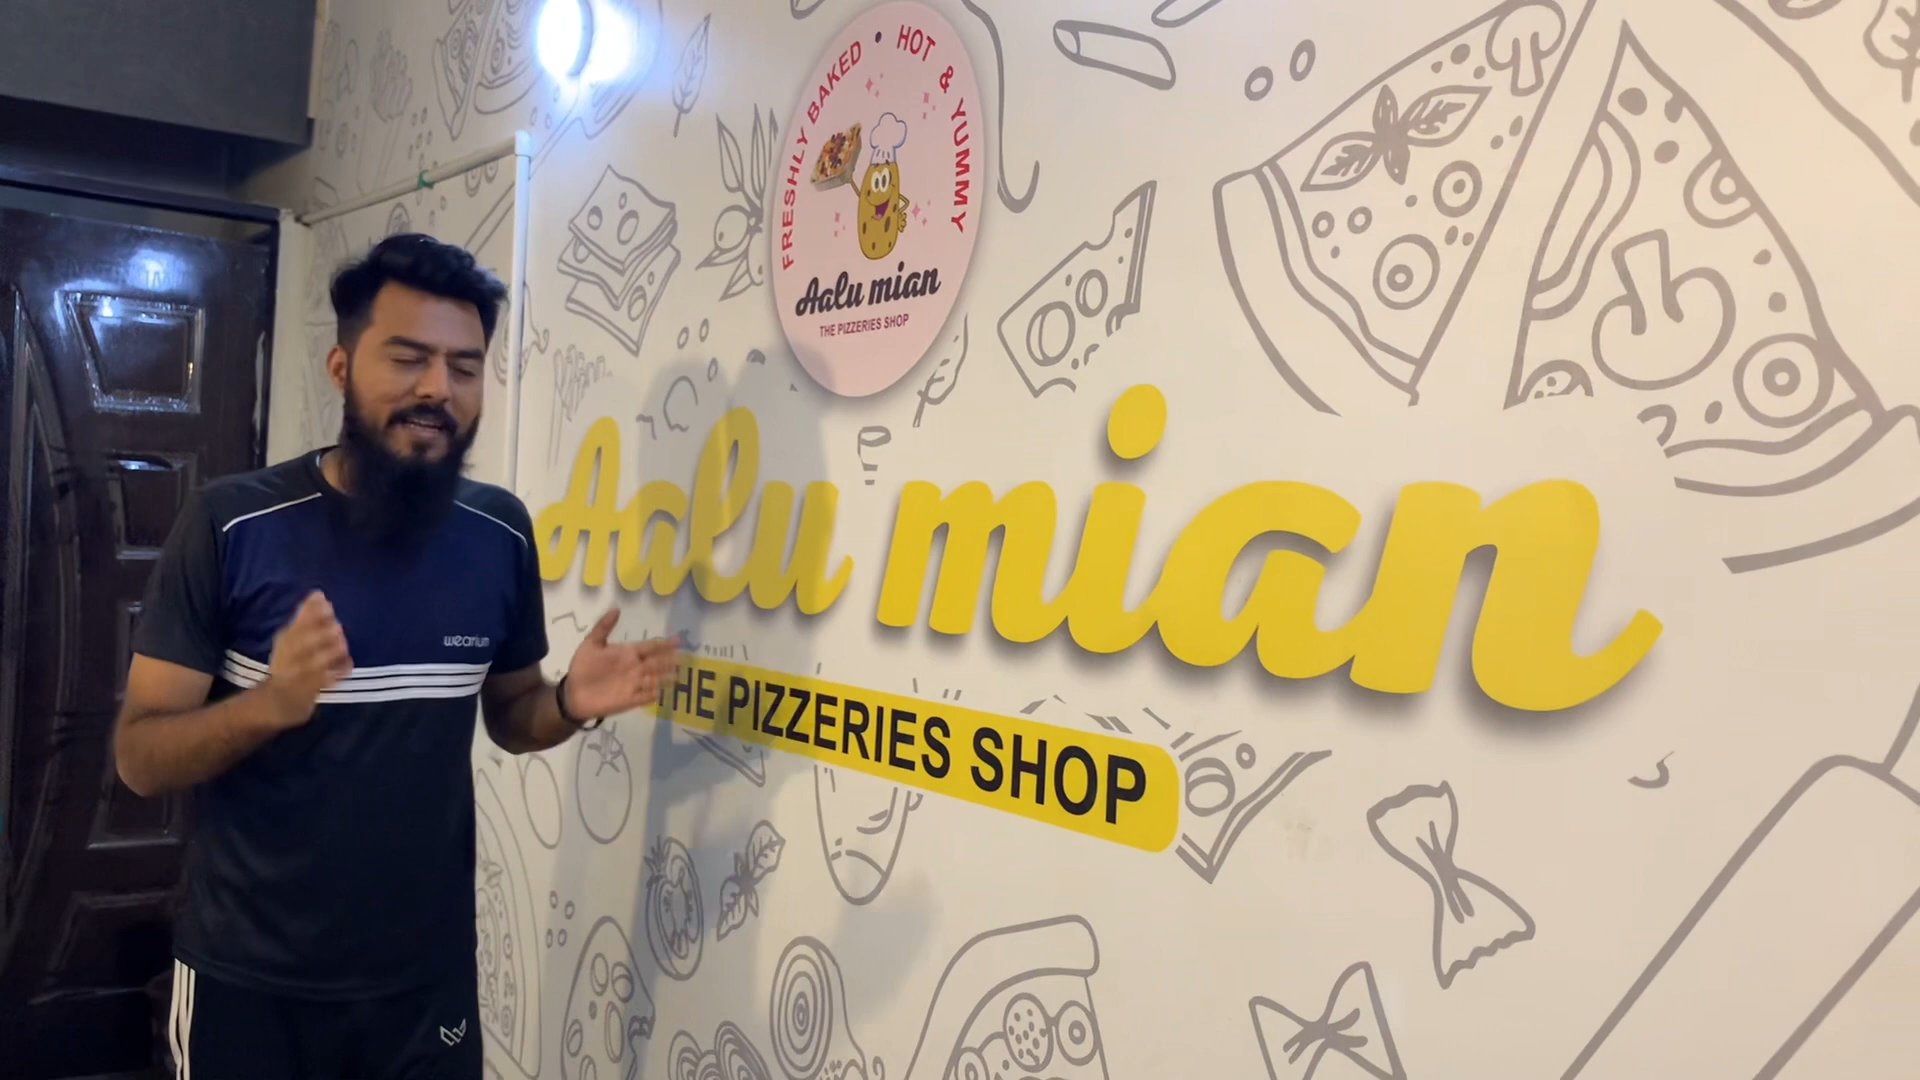 FRESHLY BAKED • HOT & YUMMY
Aalu mian
THE PIZZERIES SHOP
Aalu mian
THE PIZZERIES SHOP
wearium